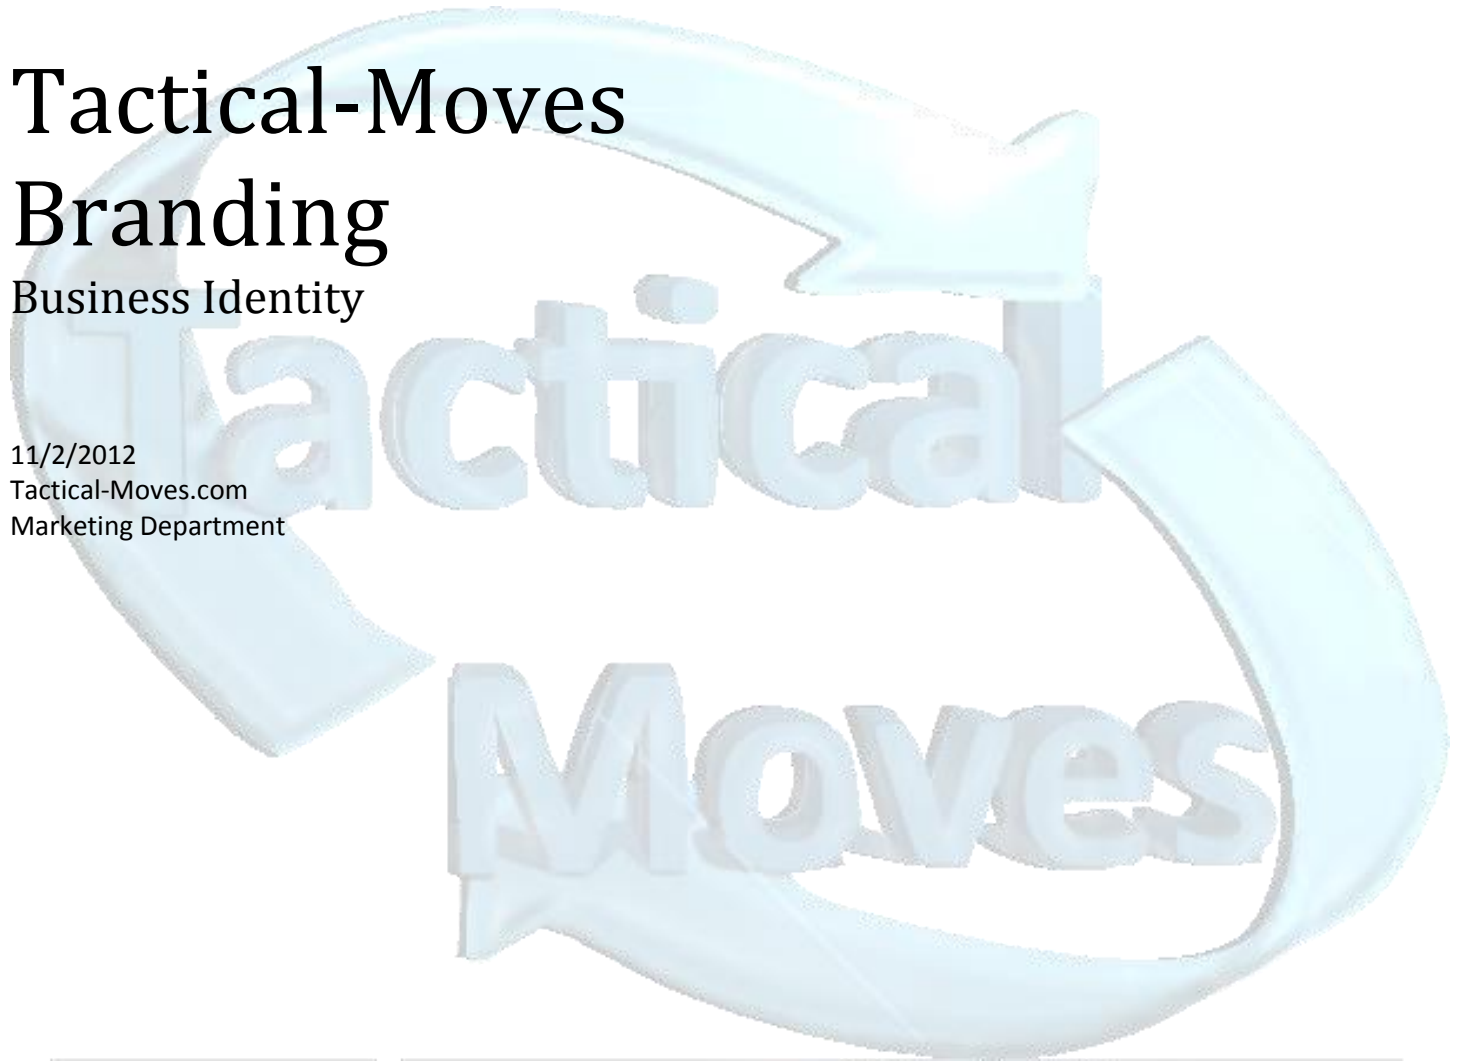 Tactical-Moves
Branding
Business Identity
11/2/2012
Tactical-Moves.com
Marketing Department
Tactical
Moves